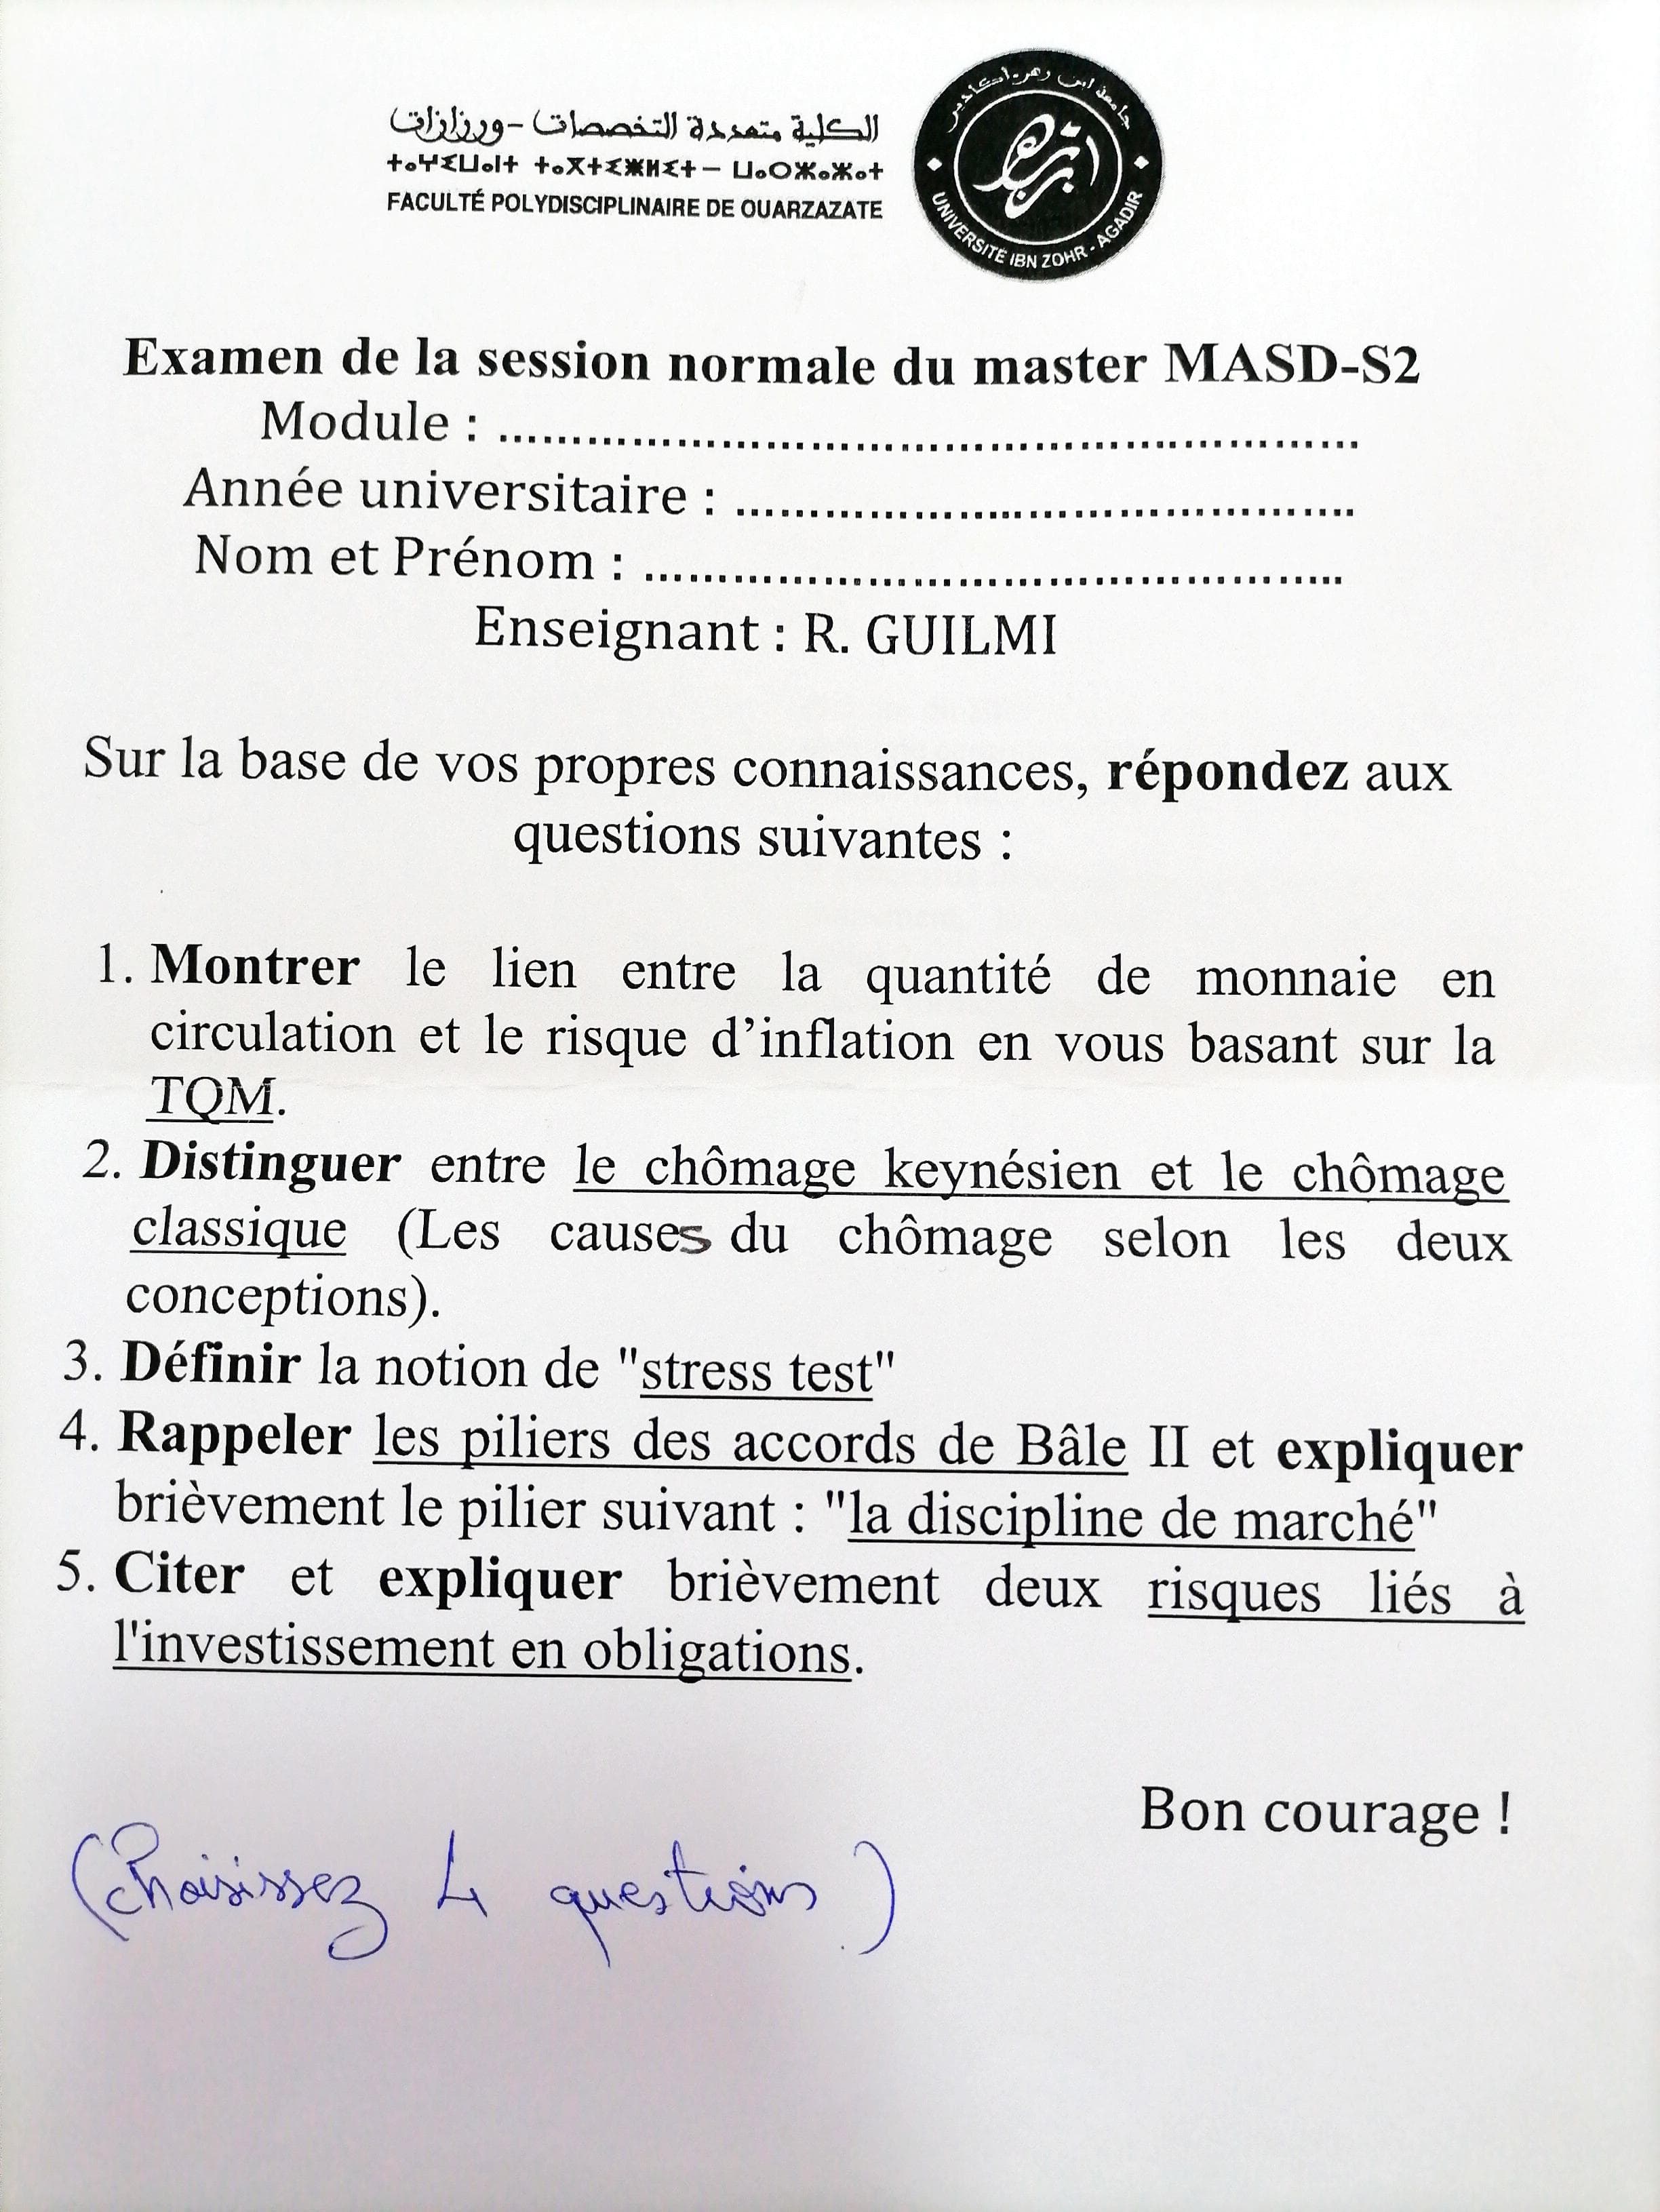 الكلية متعددة التخصصات - ورزازات
ⵜⴰⵖⵉⵡⴰⵏⵜ ⵜⴰⴳⵜⵉⵥⵍⵉⵜ – ⵡⴰⵔⵣⴰⵣⴰⵜ
FACULTÉ POLYDISCIPLINAIRE DE OUARZAZATE
جامعة ابن زهر - أكادير
UNIVERSITÉ IBN ZOHR - AGADIR
Examen de la session normale du master MASD-S2
Module : ..........................................................
Année universitaire : ..........................................
Nom et Prénom : ................................................
Enseignant : R. GUILMI
Sur la base de vos propres connaissances, répondez aux
questions suivantes :
1. Montrer le lien entre la quantité de monnaie en
circulation et le risque d’inflation en vous basant sur la
TQM.
2. Distinguer entre le chômage keynésien et le chômage
classique (Les causes du chômage selon les deux
conceptions).
3. Définir la notion de "stress test"
4. Rappeler les piliers des accords de Bâle II et expliquer
brièvement le pilier suivant : "la discipline de marché"
5. Citer et expliquer brièvement deux risques liés à
l'investissement en obligations.
Bon courage !
(Choisissez 4 questions)